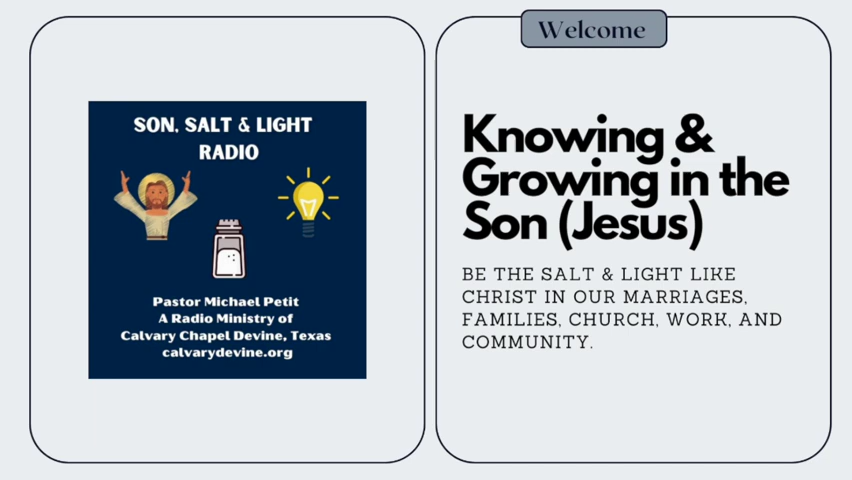 SON, SALT & LIGHT
RADIO
Pastor Michael Petit
A Radio Ministry of
Calvary Chapel Devine, Texas
calvarydevine.org
Welcome
Knowing &
Growing in the
Son (Jesus)
BE THE SALT & LIGHT LIKE
CHRIST IN OUR MARRIAGES,
FAMILIES, CHURCH, WORK, AND
COMMUNITY.